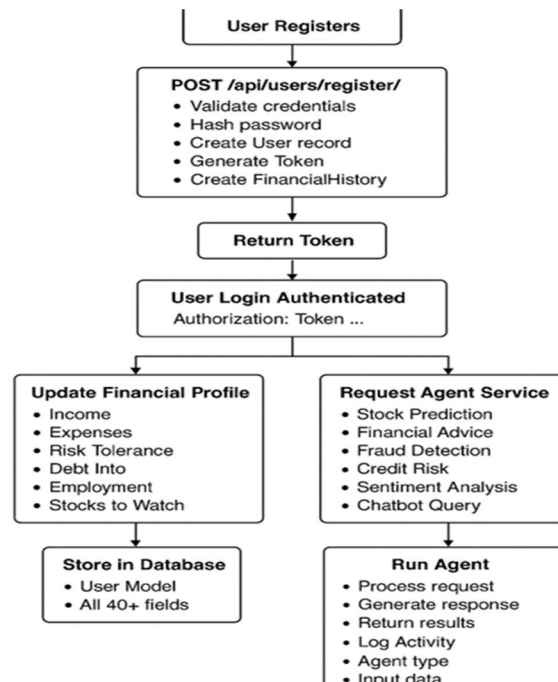 User Registers
POST /api/users/register/
• Validate credentials
• Hash password
• Create User record
• Generate Token
• Create FinancialHistory
Return Token
User Login Authenticated
Authorization: Token ...
Update Financial Profile
• Income
• Expenses
• Risk Tolerance
• Debt Into
• Employment
• Stocks to Watch
Request Agent Service
• Stock Prediction
• Financial Advice
• Fraud Detection
• Credit Risk
• Sentiment Analysis
• Chatbot Query
Store in Database
• User Model
• All 40+ fields
Run Agent
• Process request
• Generate response
• Return results
• Log Activity
• Agent type
• Input data